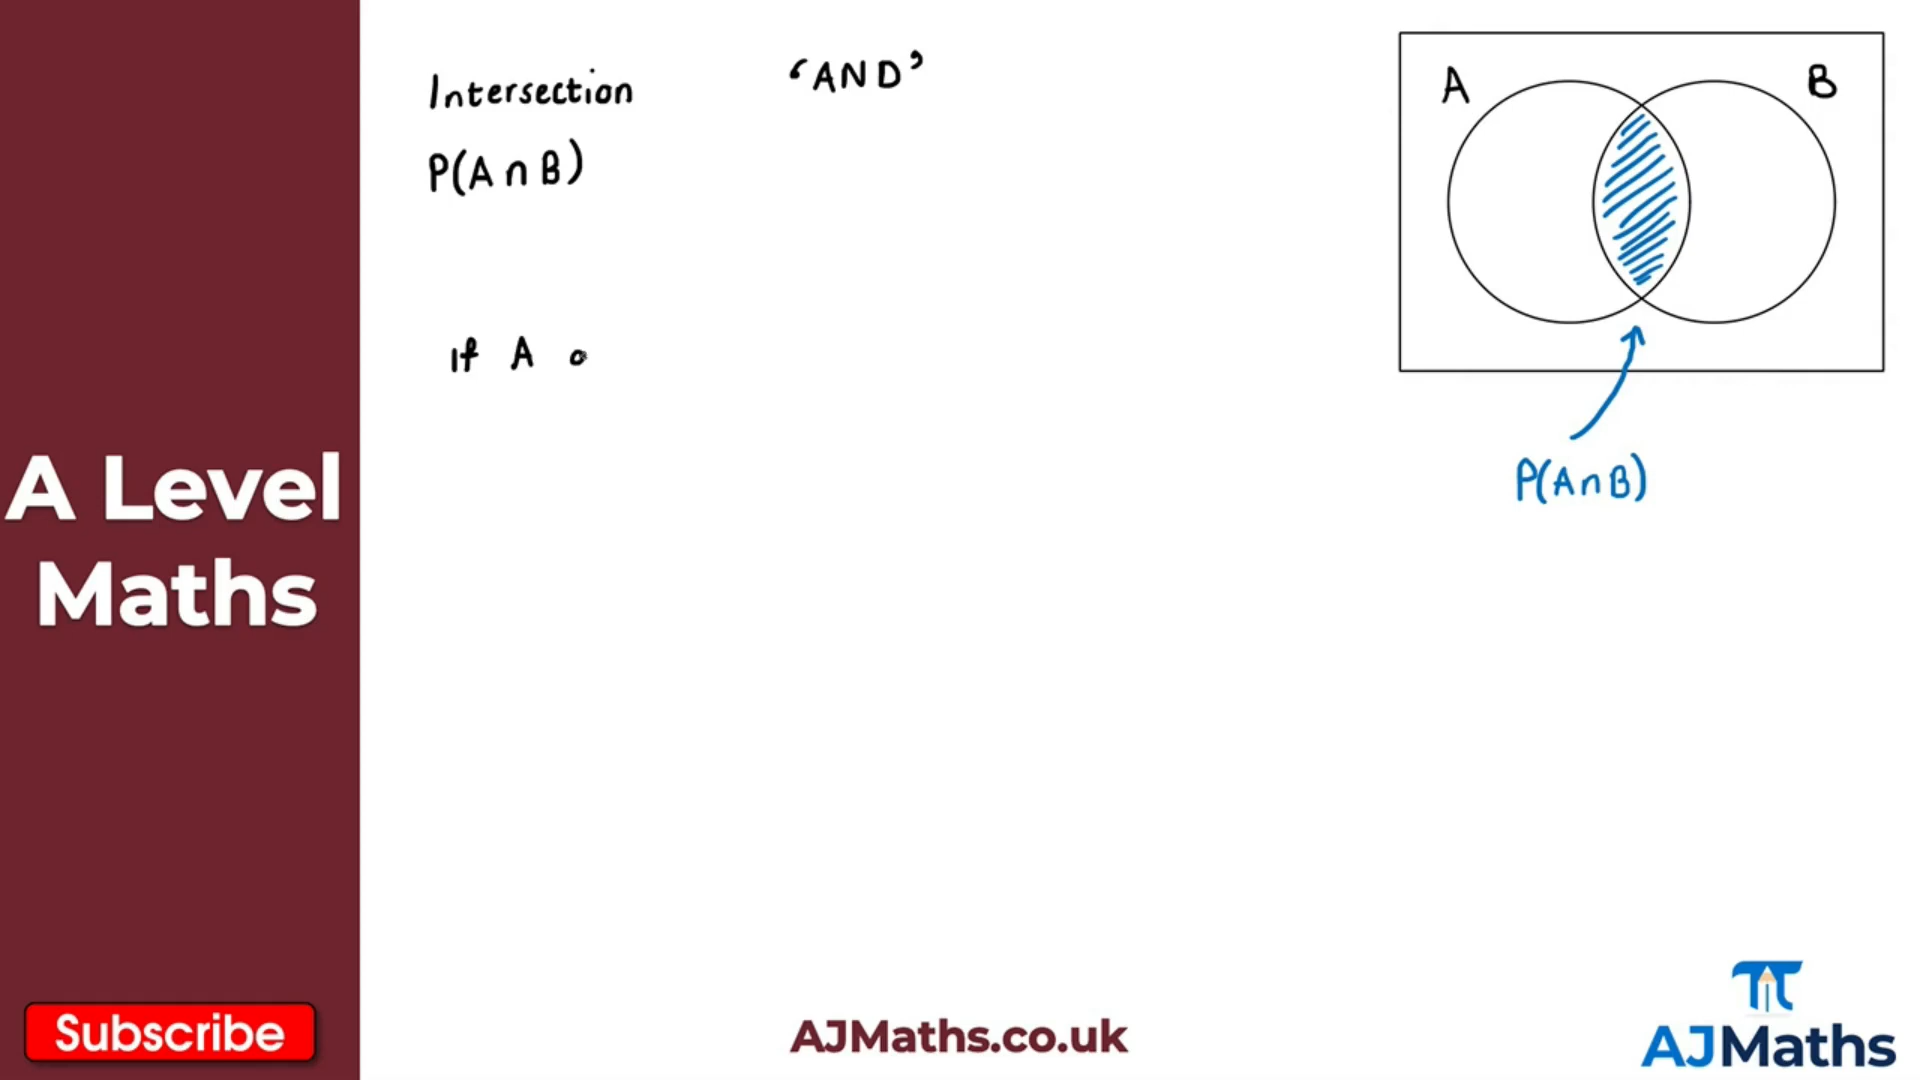 Intersection ‘AND’
P(A∩B)
If A
A B
P(A∩B)
A Level
Maths
Subscribe
AJMaths.co.uk
AJMaths